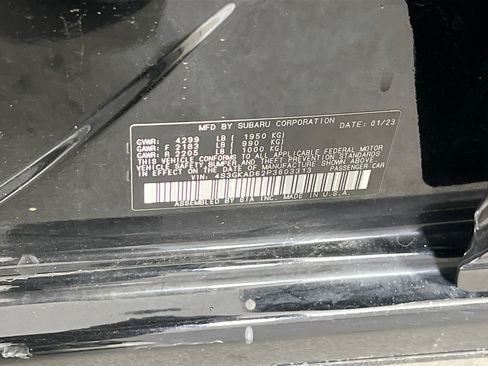 MFD BY SUBARU CORPORATION DATE: 01/23
GVWR: 4299 LB ( 1950 KG)
GAWR: F 2183 LB ( 990 KG)
GAWR: R 2205 LB ( 1000 KG)
THIS VEHICLE CONFORMS TO ALL APPLICABLE FEDERAL MOTOR
VEHICLE SAFETY, BUMPER AND THEFT PREVENTION STANDARDS
IN EFFECT ON THE DATE OF MANUFACTURE SHOWN ABOVE.
VIN: 4S3GKAD62P3603313 PASSENGER CAR
ASSEMBLED BY SIA INC. MADE IN U.S.A.